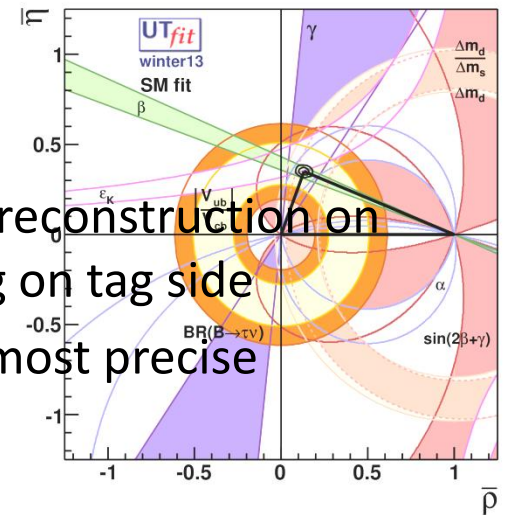 η̄
UTfit
winter13
SM fit
γ
Δm_d
Δm_s
Δm_d
β
ε_K
|V_ub|
V_cb
reconstruction on
g on tag side
most precise
BR(B→τν)
α
sin(2β+γ)
1
0.5
0
-0.5
-1
-1 -0.5 0 0.5 1
ρ̄